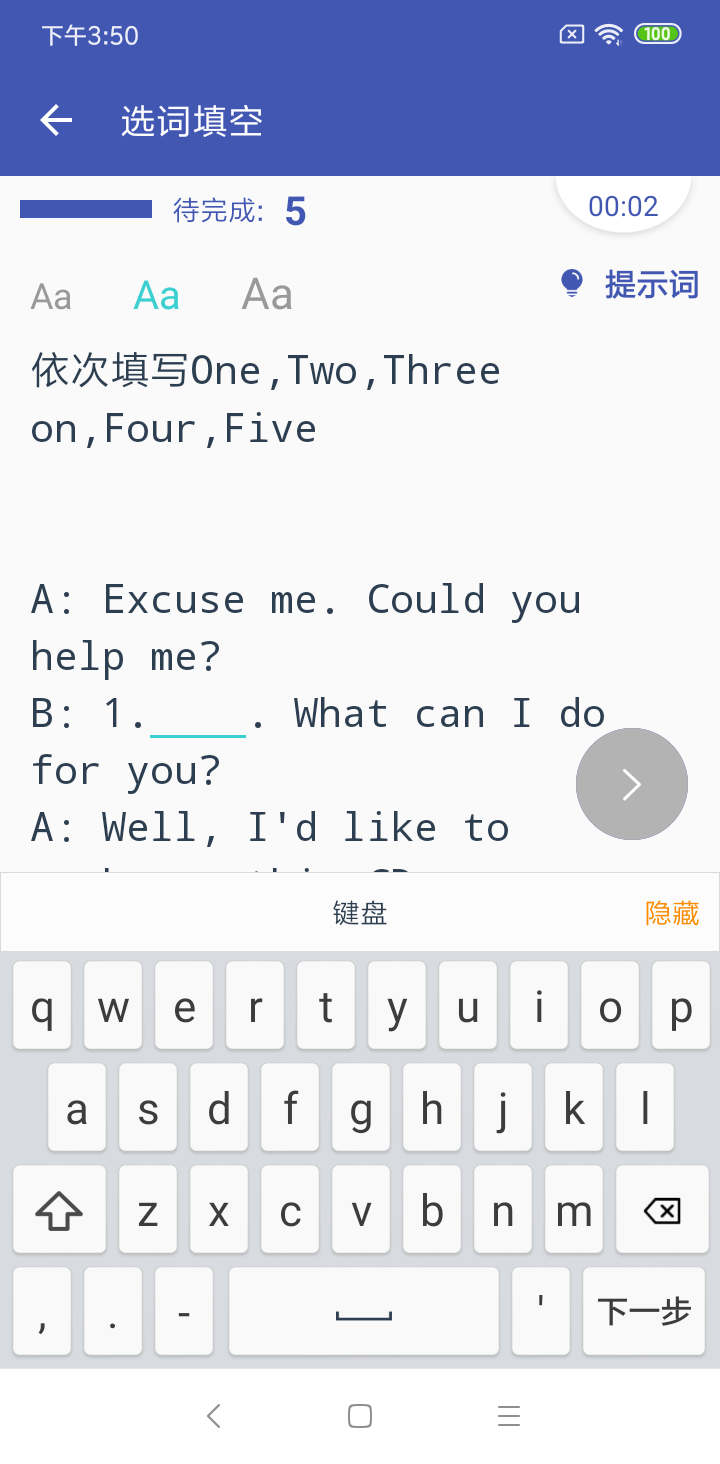 下午3:50
100
选词填空
待完成: 5
00:02
Aa Aa Aa
提示词
依次填写One,Two,Three
on,Four,Five
A: Excuse me. Could you
help me?
B: 1.____. What can I do
for you?
A: Well, I'd like to
键盘
隐藏
q w e r t y u i o p
a s d f g h j k l
z x c v b n m
, . - ' 下一步